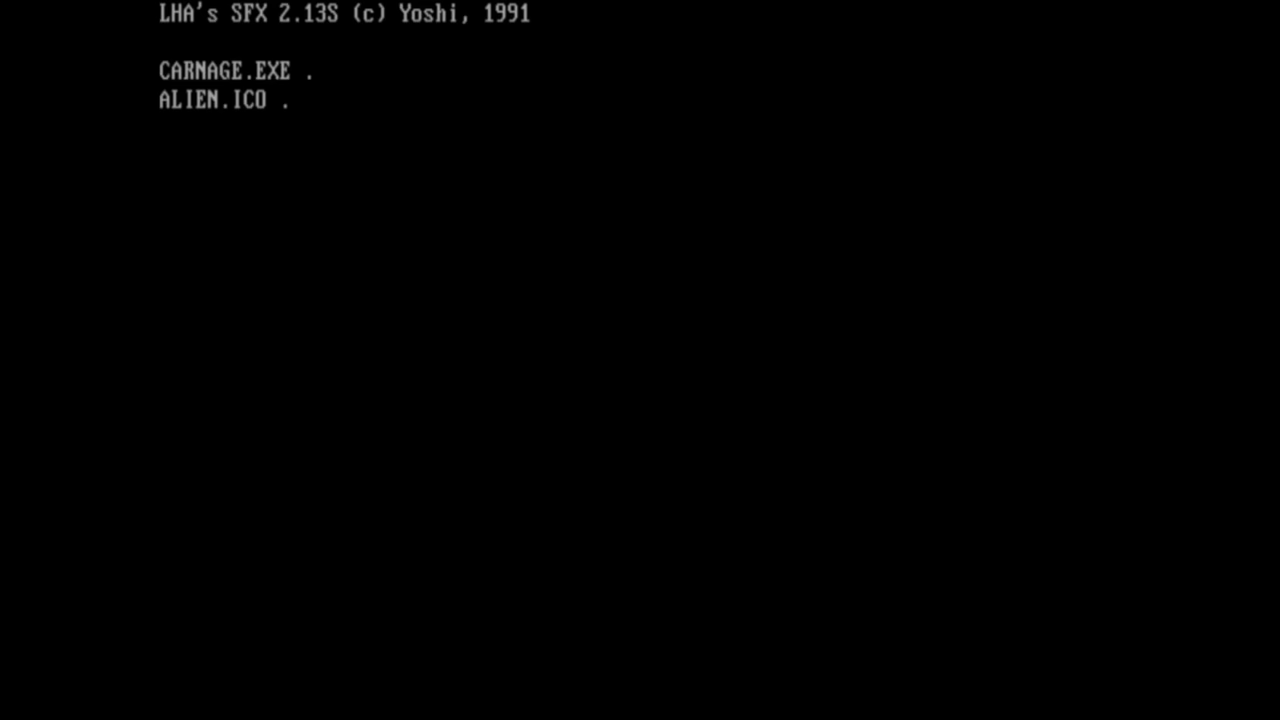 LHA's SFX 2.13S (c) Yoshi, 1991
CARNAGE.EXE .
ALIEN.ICO .